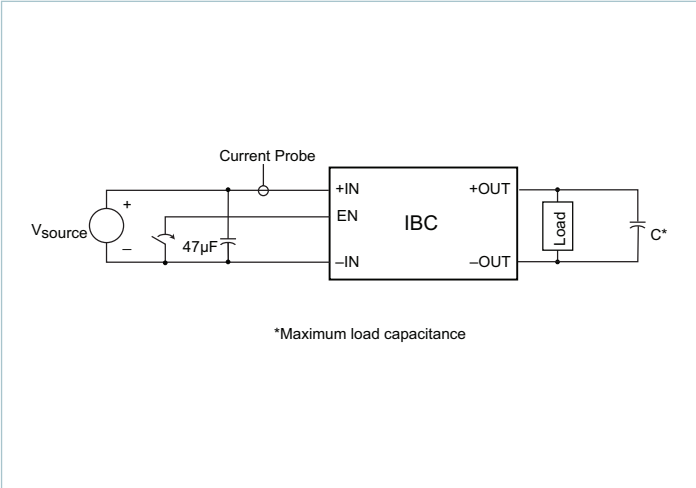 Current Probe
+IN
+OUT
EN
IBC
Vsource
+
–
47µF
–IN
–OUT
Load
C*
*Maximum load capacitance